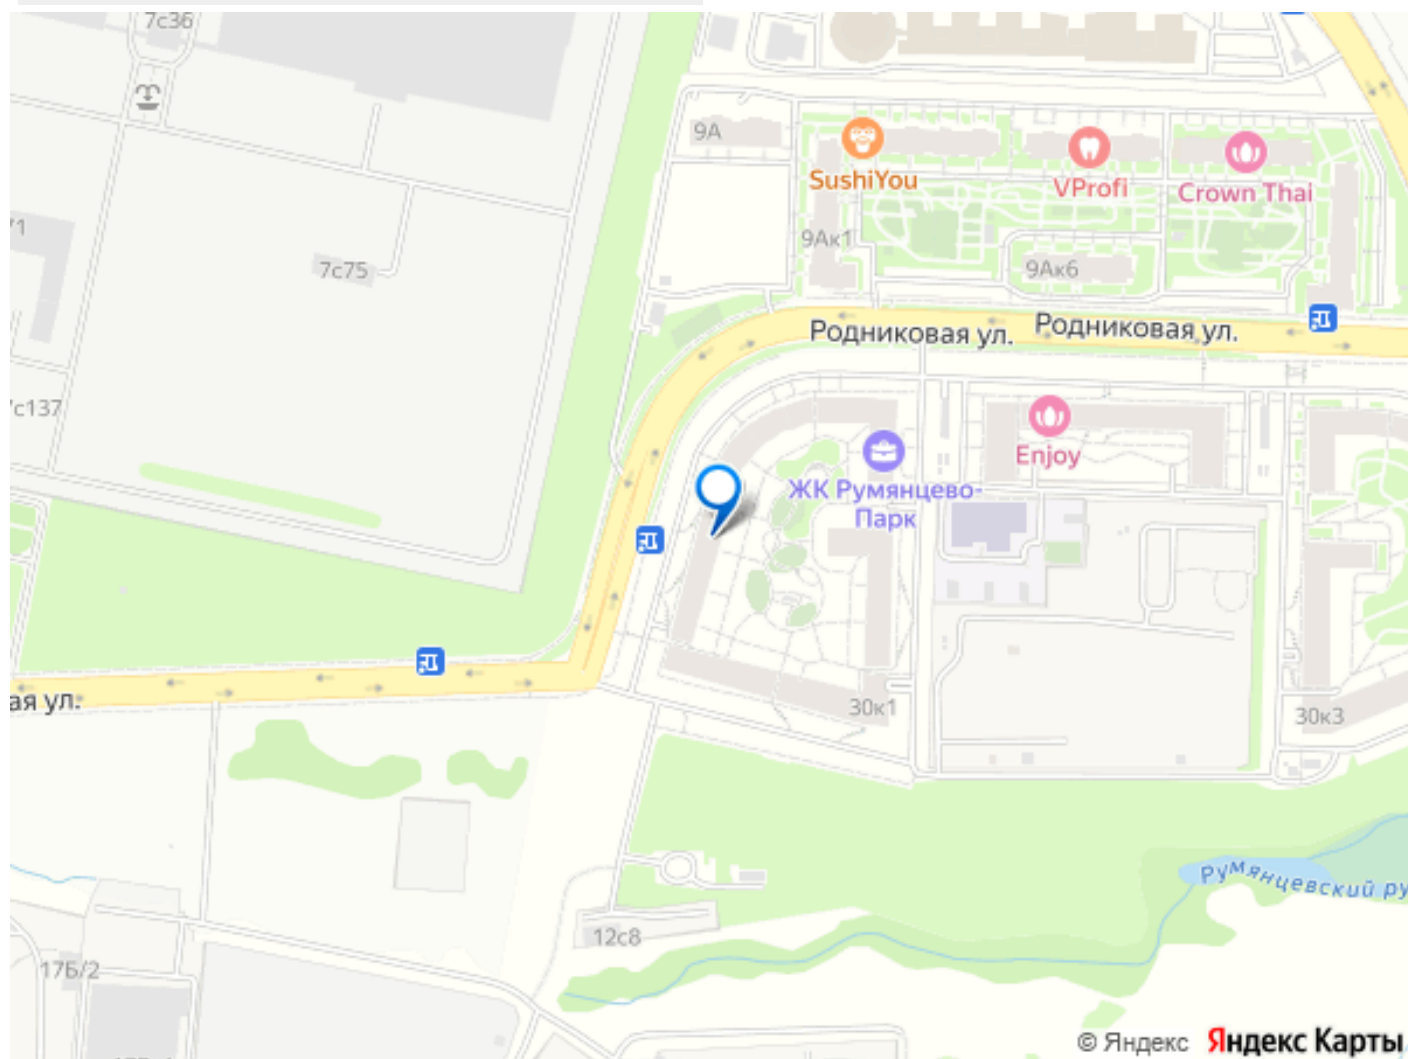 7с36
9А
SushiYou
VProfi
Crown Thai
/1
9Ак1
7с75
9Ак6
Родниковая ул.
Родниковая ул.
7с137
Enjoy
ЖК Румянцево-
Парк
ая ул.
30к1
30к3
Румянцевский ру
12с8
17Б/2
© Яндекс Яндекс Карты